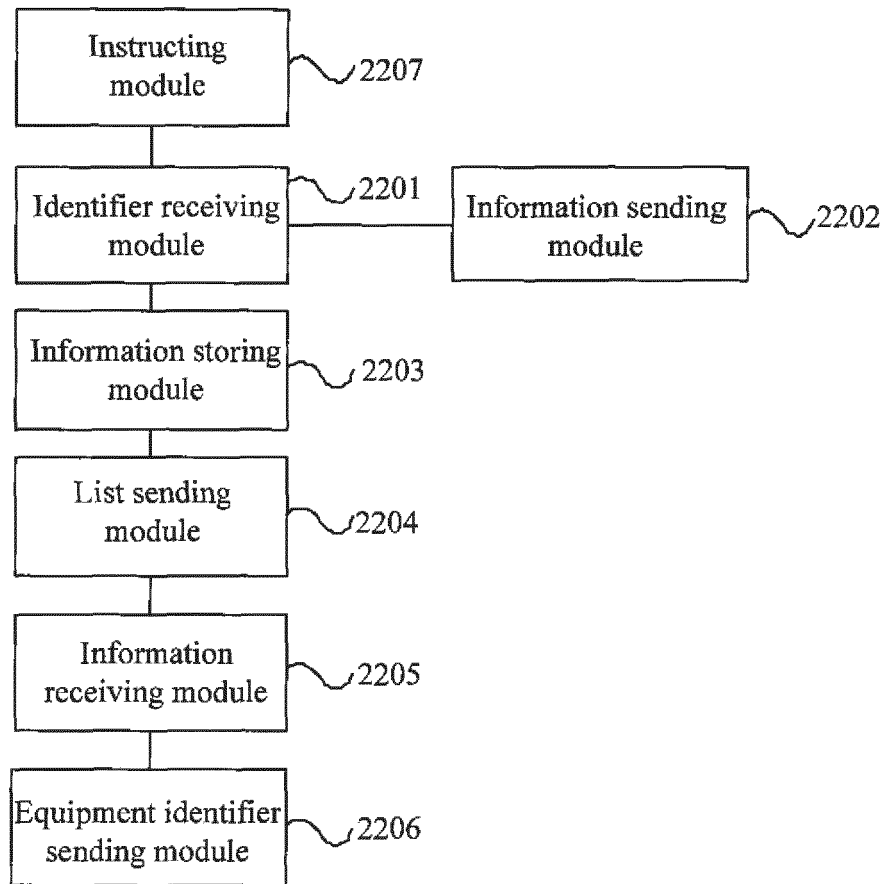 Instructing
module
2207
Identifier receiving
module
2201
Information sending
module
2202
Information storing
module
2203
List sending
module
2204
Information
receiving module
2205
Equipment identifier
sending module
2206